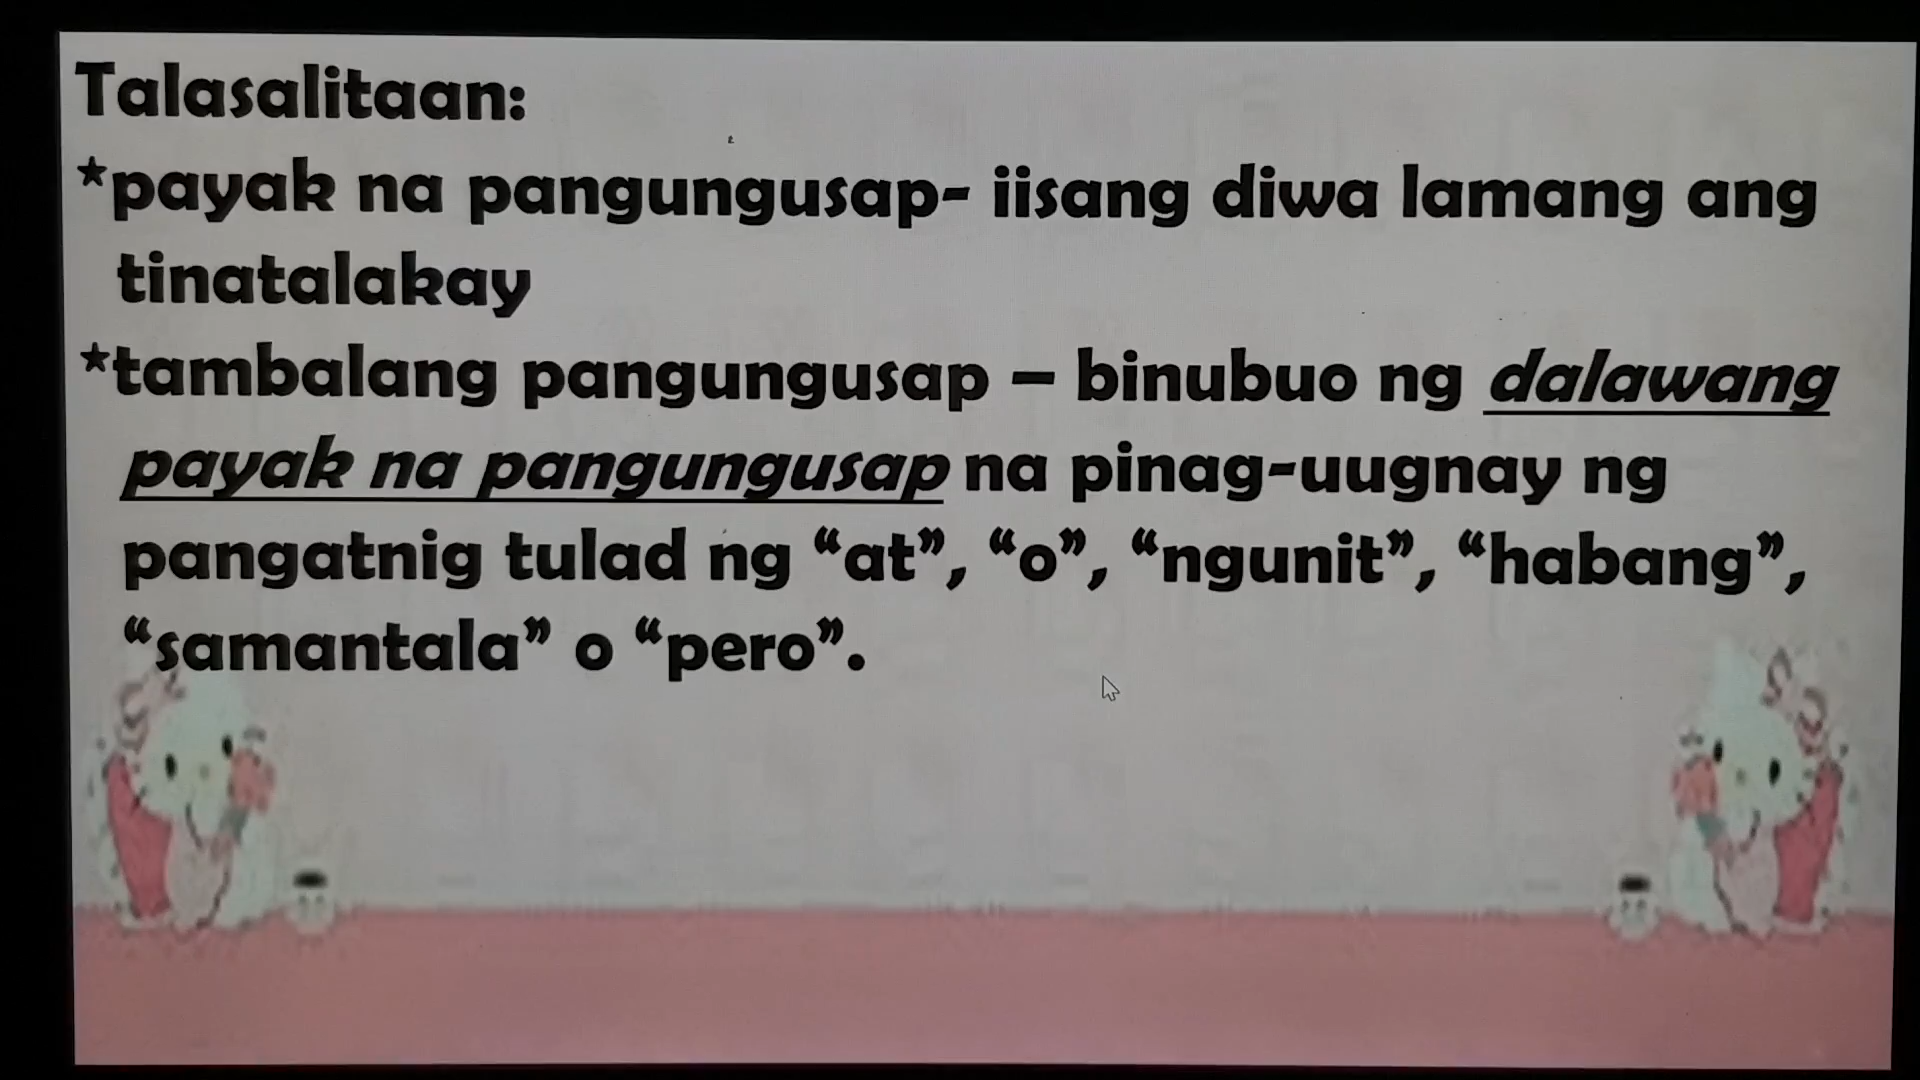 Talasalitaan:
*payak na pangungusap- iisang diwa lamang ang
tinatalakay
*tambalang pangungusap – binubuo ng dalawang
payak na pangungusap na pinag-uugnay ng
pangatnig tulad ng “at”, “o”, “ngunit”, “habang”,
“samantala” o “pero”.